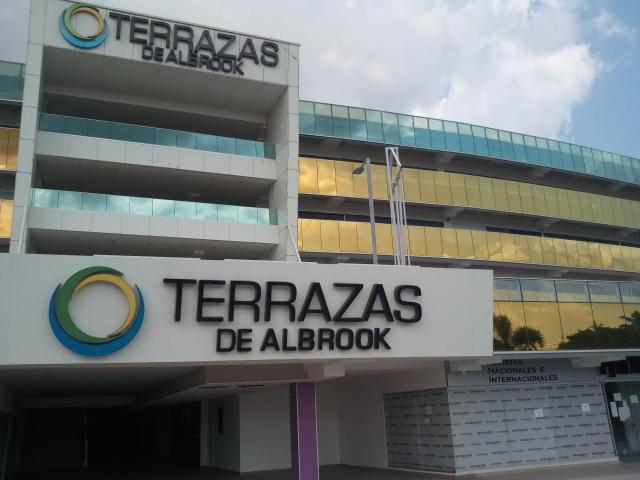 TERRAZAS
DE ALBROOK
TERRAZAS
DE ALBROOK
NACIONALES E
INTERNACIONALES